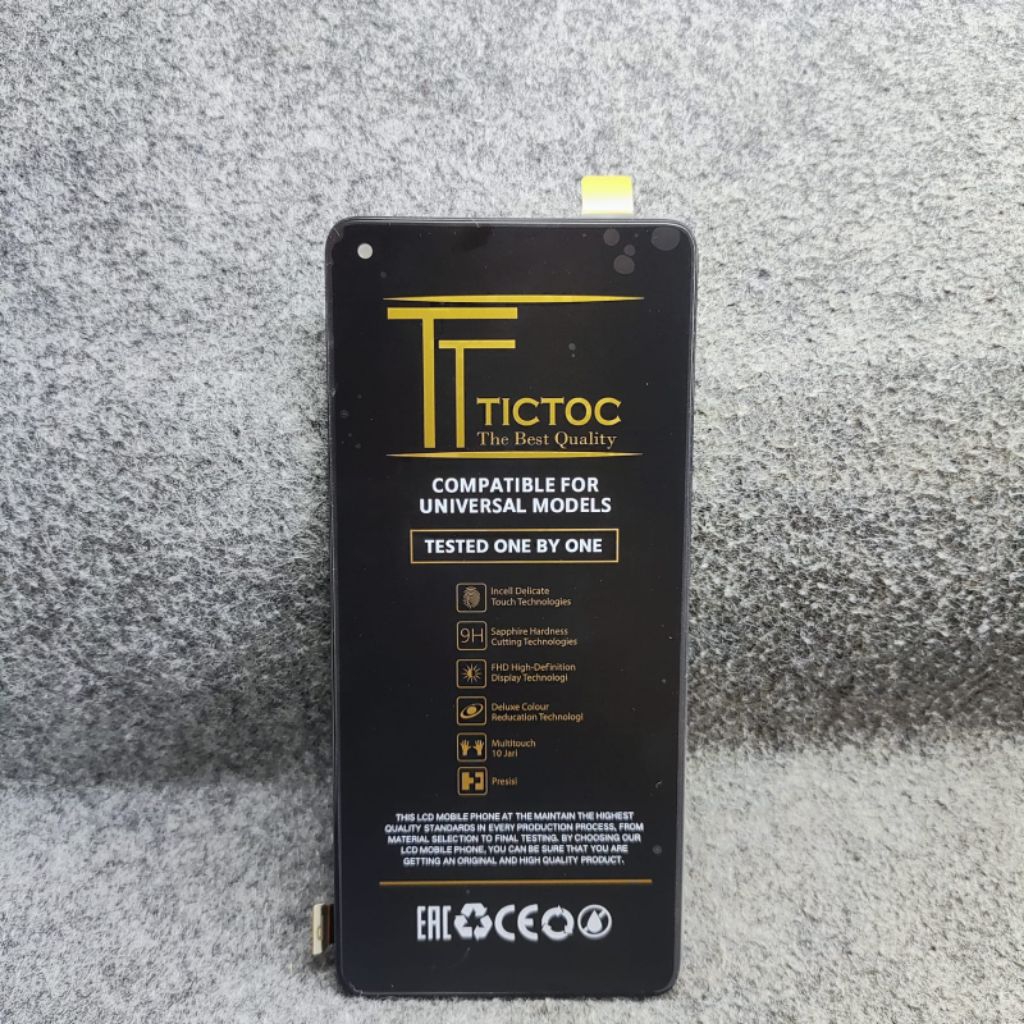 TT
TICTOC
The Best Quality
COMPATIBLE FOR
UNIVERSAL MODELS
TESTED ONE BY ONE
Incell Delicate
Touch Technologies
9H
Sapphire Hardness
Cutting Technologies
FHD High-Definition
Display Technologi
Deluxe Colour
Reducation Technologi
Multitouch
10 Jari
Presisi
THIS LCD MOBILE PHONE AT THE MAINTAIN THE HIGHEST
QUALITY STANDARDS IN EVERY PRODUCTION PROCESS, FROM
MATERIAL SELECTION TO FINAL TESTING. BY CHOOSING OUR
LCD MOBILE PHONE, YOU CAN BE SURE THAT YOU ARE
GETTING AN ORIGINAL AND HIGH QUALITY PRODUCT.
EAC CE